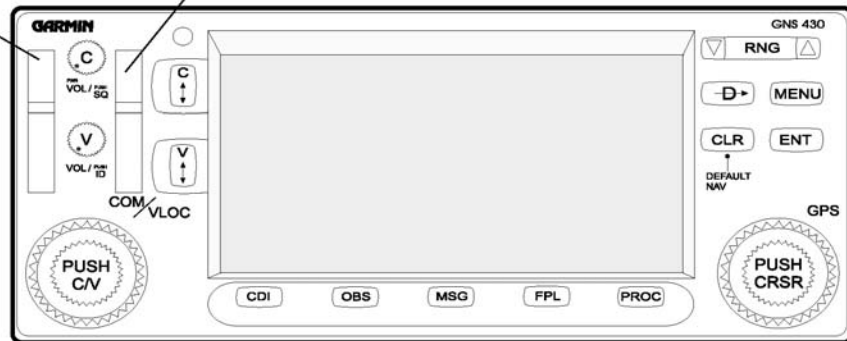 GARMIN
GNS 430
C
PWR
VOL/
PUSH
SQ
V
VOL/
PUSH
ID
COM
VLOC
C
V
PUSH
C/V
CDI
OBS
MSG
FPL
PROC
RNG
D
MENU
CLR
ENT
DEFAULT
NAV
GPS
PUSH
CRSR